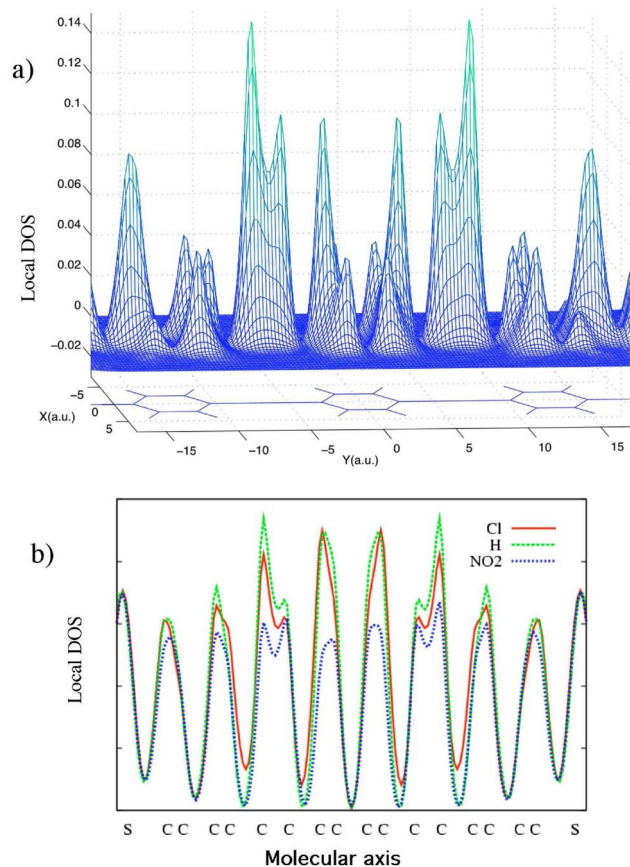 a)
Local DOS
0.14
0.12
0.1
0.08
0.06
0.04
0.02
0
−0.02
−5
X(a.u.) 0
5
−15 −10 −5 0 5 10 15
Y(a.u.)
b)
Local DOS
Cl
H
NO2
S C C C C C C C C C C C C C C C C S
Molecular axis